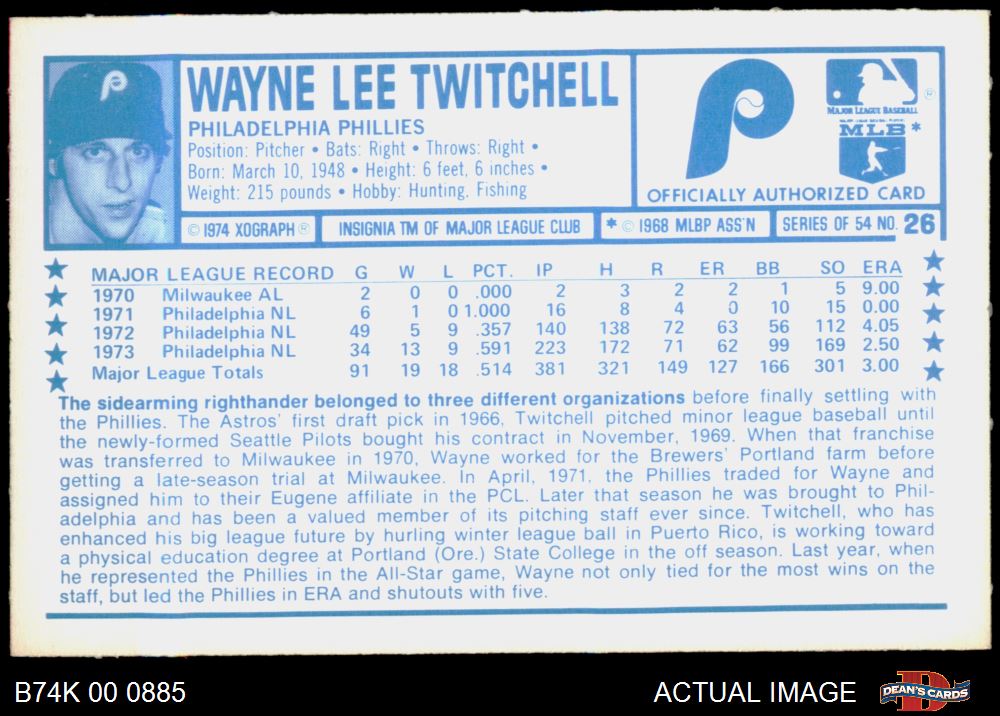 P
WAYNE LEE TWITCHELL
PHILADELPHIA PHILLIES
Position: Pitcher • Bats: Right • Throws: Right •
Born: March 10, 1948 • Height: 6 feet, 6 inches •
Weight: 215 pounds • Hobby: Hunting, Fishing
P
MAJOR LEAGUE BASEBALL ®
MLB *
OFFICIALLY AUTHORIZED CARD
© 1974 XOGRAPH ® INSIGNIA TM OF MAJOR LEAGUE CLUB * © 1968 MLBP ASS'N SERIES OF 54 NO. 26
MAJOR LEAGUE RECORD G W L PCT. IP H R ER BB SO ERA
1970 Milwaukee AL 2 0 0 .000 2 3 2 2 1 5 9.00
1971 Philadelphia NL 6 1 0 1.000 16 8 4 0 10 15 0.00
1972 Philadelphia NL 49 5 9 .357 140 138 72 63 56 112 4.05
1973 Philadelphia NL 34 13 9 .591 223 172 71 62 99 169 2.50
Major League Totals 91 19 18 .514 381 321 149 127 166 301 3.00
The sidearming righthander belonged to three different organizations before finally settling with
the Phillies. The Astros' first draft pick in 1966, Twitchell pitched minor league baseball until
the newly-formed Seattle Pilots bought his contract in November, 1969. When that franchise
was transferred to Milwaukee in 1970, Wayne worked for the Brewers' Portland farm before
getting a late-season trial at Milwaukee. In April, 1971, the Phillies traded for Wayne and
assigned him to their Eugene affiliate in the PCL. Later that season he was brought to Phil-
adelphia and has been a valued member of its pitching staff ever since. Twitchell, who has
enhanced his big league future by hurling winter league ball in Puerto Rico, is working toward
a physical education degree at Portland (Ore.) State College in the off season. Last year, when
he represented the Phillies in the All-Star game, Wayne not only tied for the most wins on the
staff, but led the Phillies in ERA and shutouts with five.
B74K 00 0885 ACTUAL IMAGE DEAN'S CARDS